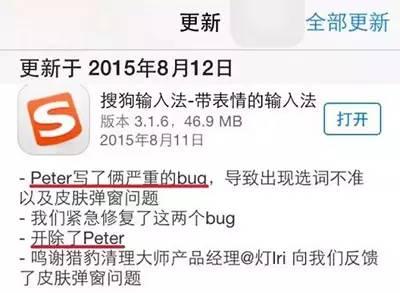 更新
全部更新
更新于 2015年8月12日
搜狗输入法-带表情的输入法
版本 3.1.6, 46.9 MB
2015年8月11日
打开
- Peter写了俩严重的bug，导致出现选词不准
以及皮肤弹窗问题
- 我们紧急修复了这两个bug
- 开除了Peter
- 鸣谢猎豹清理大师产品经理@灯Iri 向我们反馈
了皮肤弹窗问题